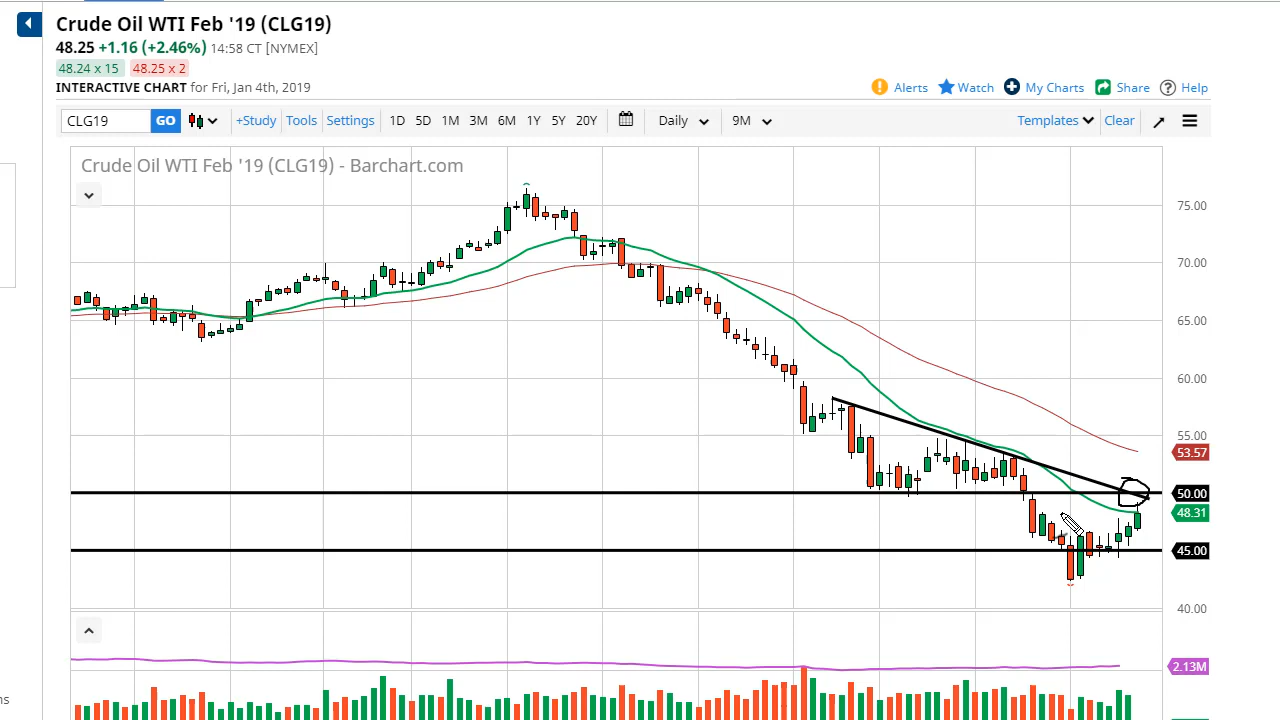 Crude Oil WTI Feb '19 (CLG19)
48.25 +1.16 (+2.46%) 14:58 CT [NYMEX]
48.24 x 15 48.25 x 2
INTERACTIVE CHART for Fri, Jan 4th, 2019
Alerts Watch My Charts Share Help
CLG19 GO +Study Tools Settings 1D 5D 1M 3M 6M 1Y 5Y 20Y Daily 9M Templates Clear
Crude Oil WTI Feb '19 (CLG19) - Barchart.com
75.00
70.00
65.00
60.00
55.00
53.57
50.00
48.31
45.00
40.00
2.13M
ns